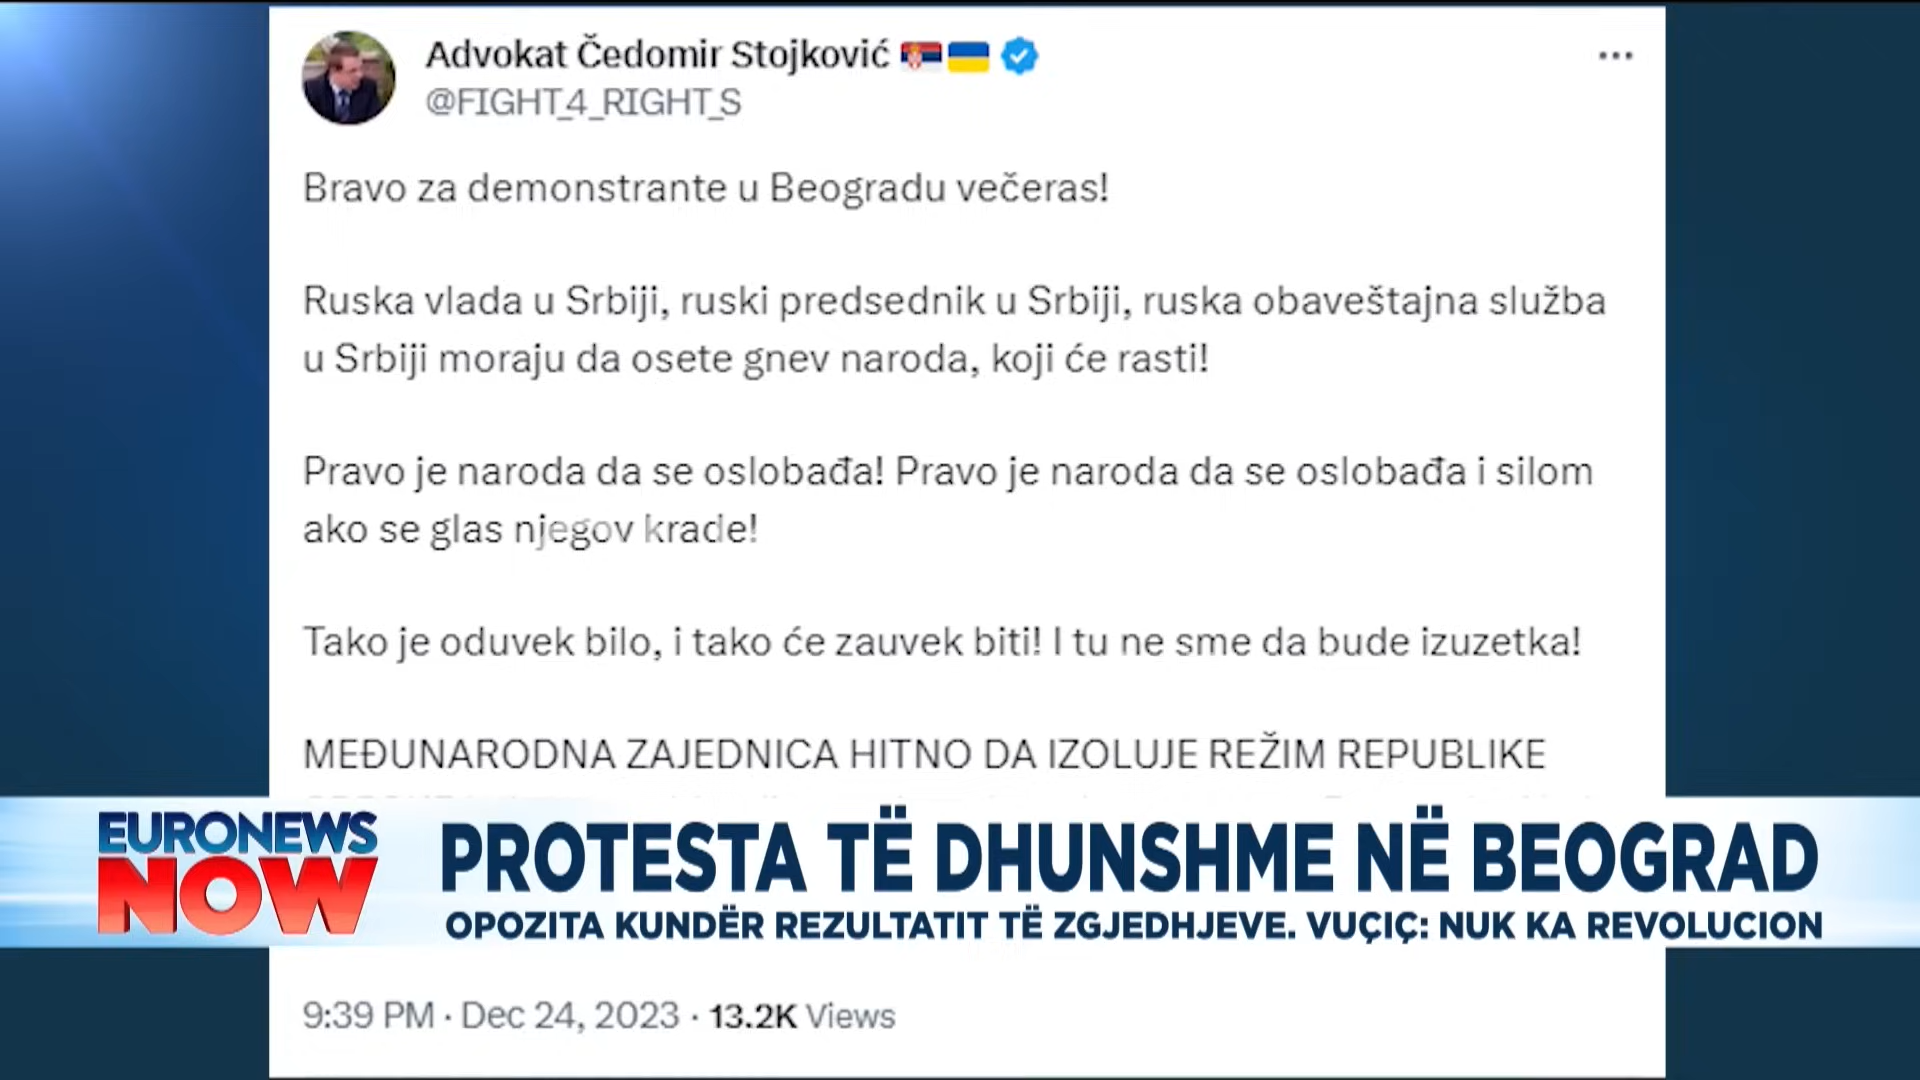 Advokat Čedomir Stojković
@FIGHT_4_RIGHT_S
Bravo za demonstrante u Beogradu večeras!
Ruska vlada u Srbiji, ruski predsednik u Srbiji, ruska obaveštajna služba
u Srbiji moraju da osete gnev naroda, koji će rasti!
Pravo je naroda da se oslobađa! Pravo je naroda da se oslobađa i silom
ako se glas njegov krade!
Tako je oduvek bilo, i tako će zauvek biti! I tu ne sme da bude izuzetka!
MEĐUNARODNA ZAJEDNICA HITNO DA IZOLUJE REŽIM REPUBLIKE
EURONEWS
NOW
PROTESTA TË DHUNSHME NË BEOGRAD
OPOZITA KUNDËR REZULTATIT TË ZGJEDHJEVE. VUÇIÇ: NUK KA REVOLUCION
9:39 PM · Dec 24, 2023 · 13.2K Views